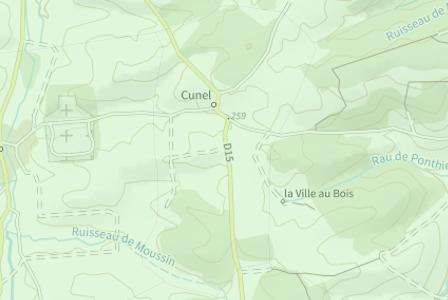 Ruisseau de M
Cunel
259
D15
Rau de Ponthie
la Ville au Bois
Ruisseau de Moussin